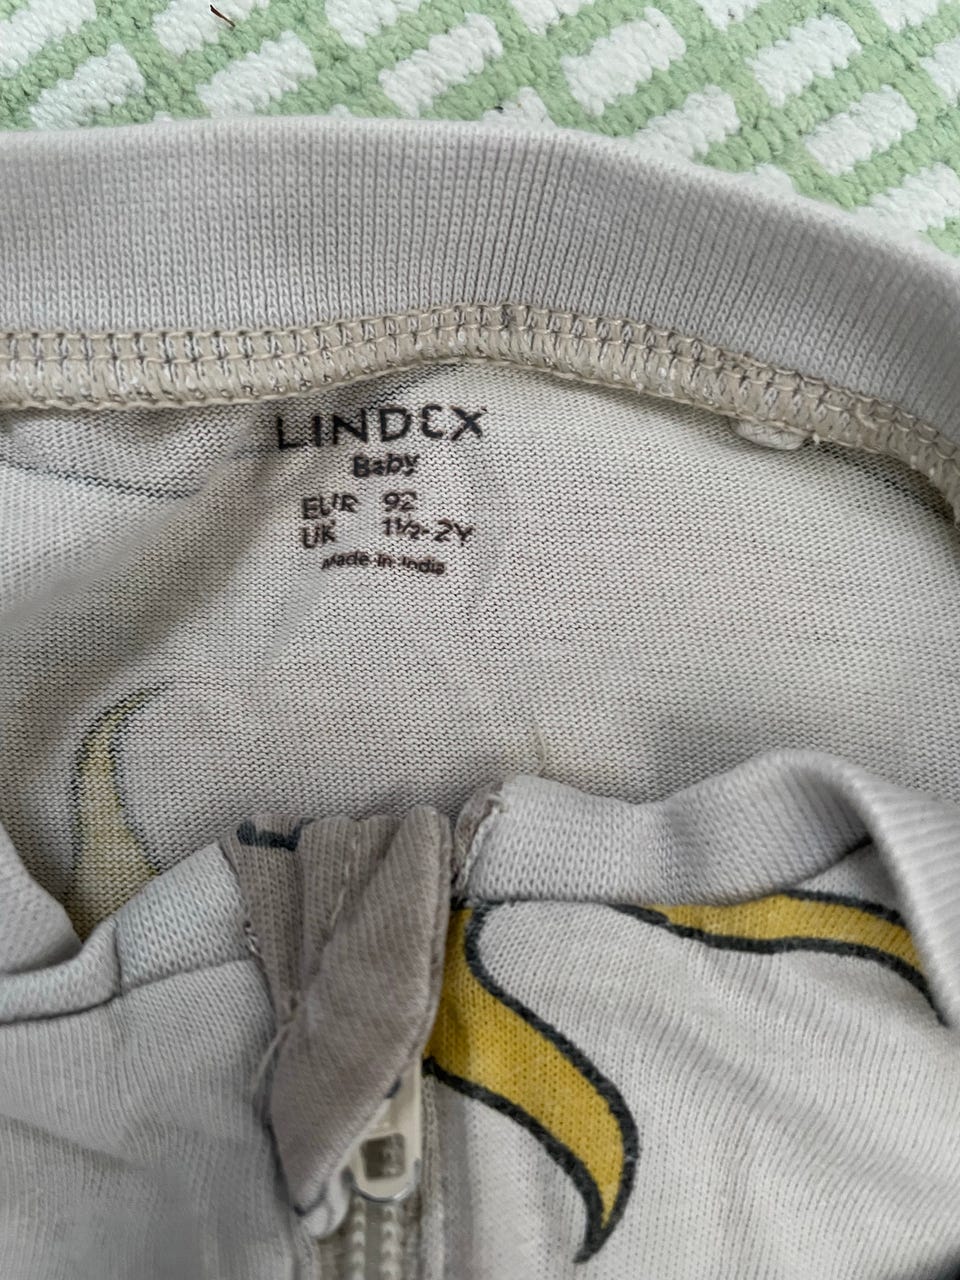 LINDEX
Baby
EUR 92
UK 1½-2Y
Made in India